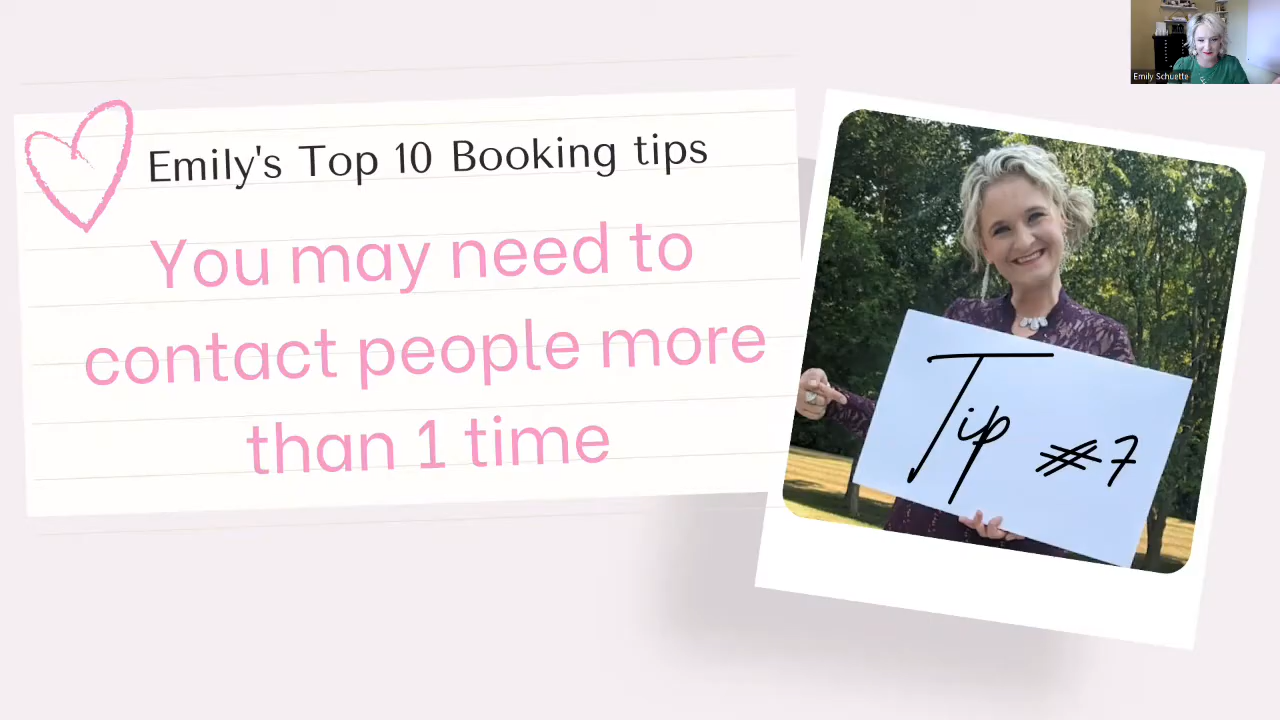 Emily's Top 10 Booking tips
You may need to
contact people more
than 1 time
Tip #7
Emily Schuette